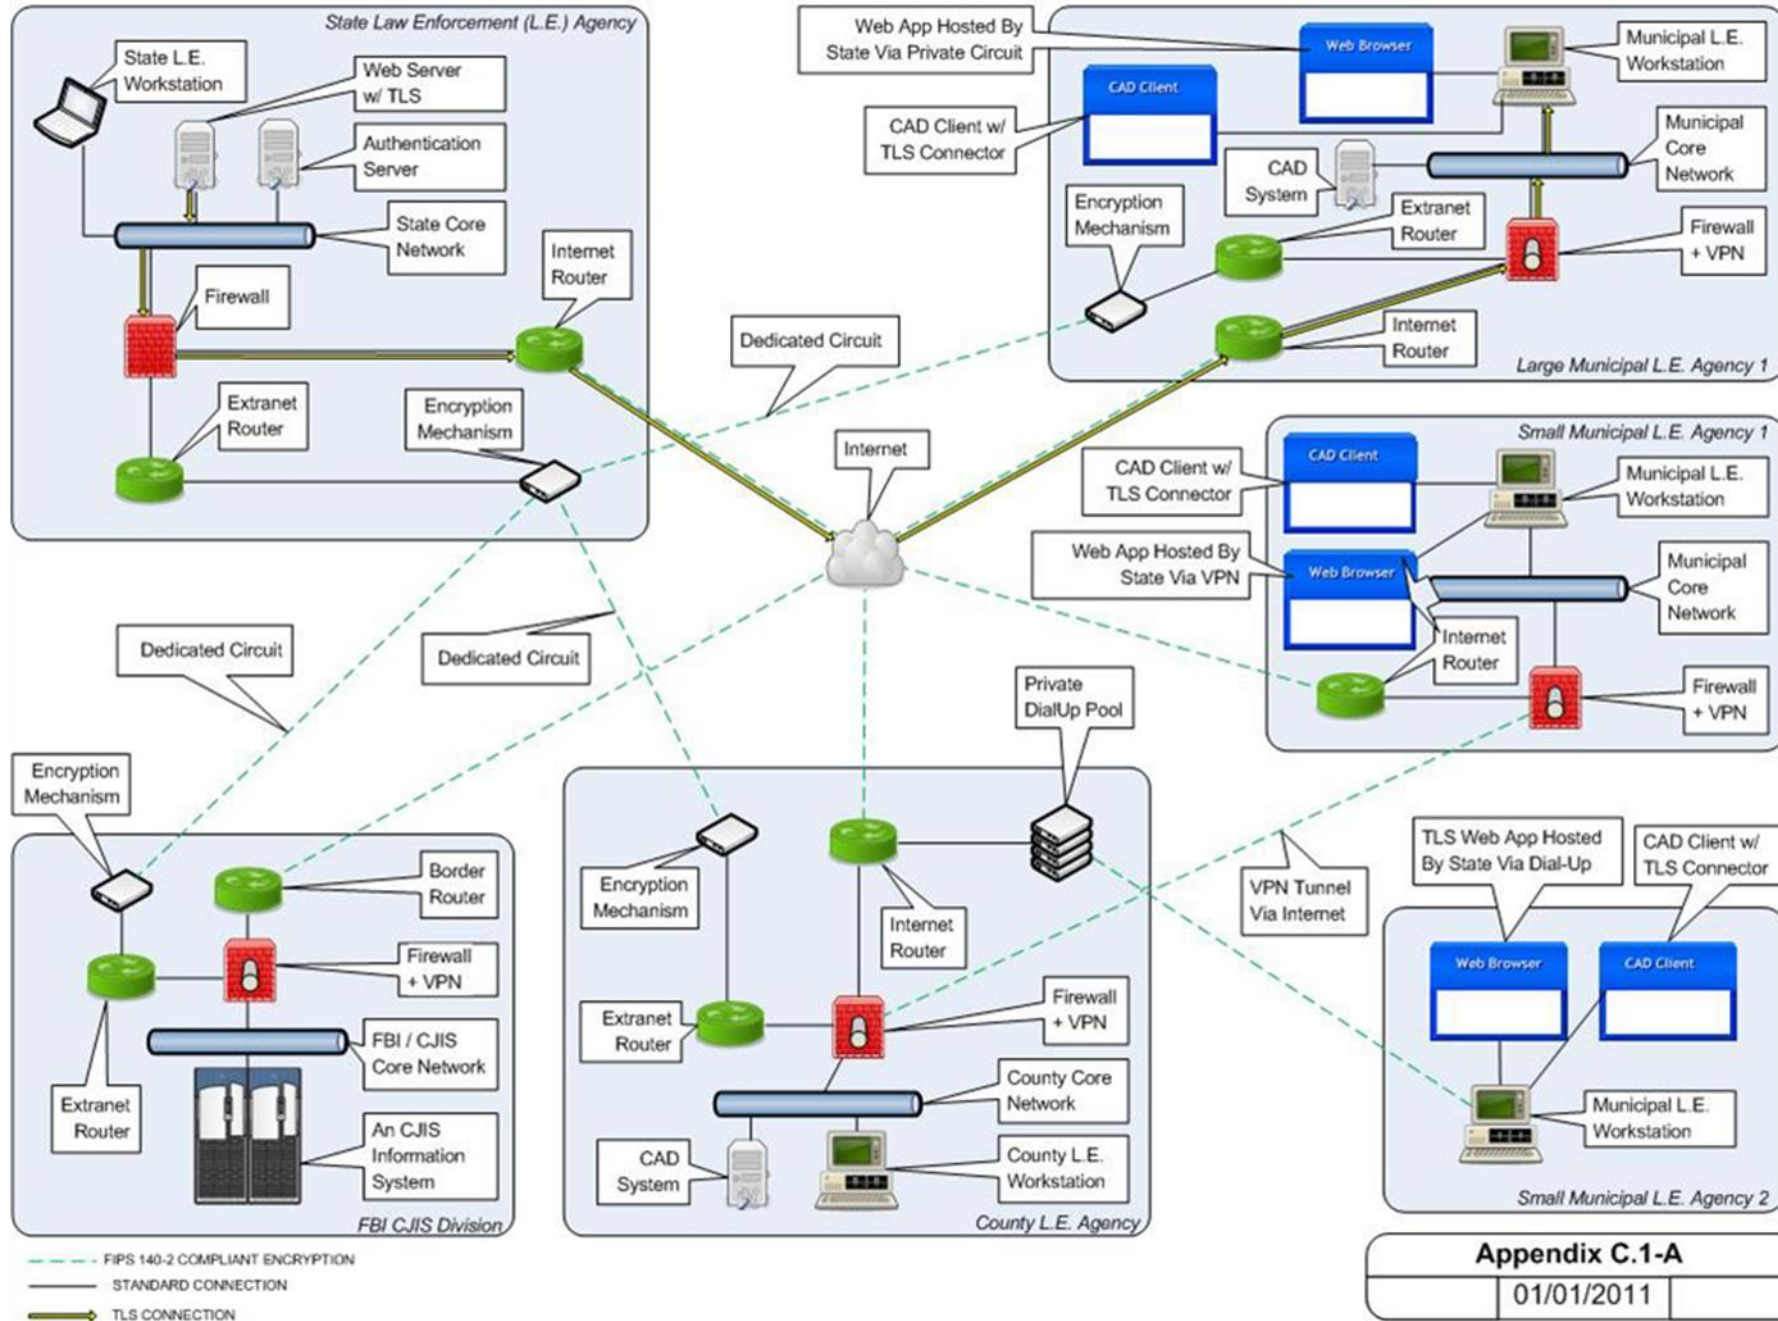 State Law Enforcement (L.E.) Agency
State L.E.
Workstation
Web Server
w/ TLS
Authentication
Server
State Core
Network
Internet
Router
Firewall
Extranet
Router
Encryption
Mechanism
Dedicated Circuit
Internet
Web App Hosted By
State Via Private Circuit
Web Browser
Municipal L.E.
Workstation
CAD Client
CAD Client w/
TLS Connector
Municipal
Core
Network
CAD
System
Encryption
Mechanism
Extranet
Router
Firewall
+ VPN
Internet
Router
Large Municipal L.E. Agency 1
Small Municipal L.E. Agency 1
CAD Client
CAD Client w/
TLS Connector
Municipal L.E.
Workstation
Web App Hosted By
State Via VPN
Web Browser
Municipal
Core
Network
Internet
Router
Firewall
+ VPN
Dedicated Circuit
Dedicated Circuit
Private
DialUp Pool
Encryption
Mechanism
Border
Router
Firewall
+ VPN
FBI / CJIS
Core Network
Extranet
Router
An CJIS
Information
System
FBI CJIS Division
Encryption
Mechanism
Internet
Router
Extranet
Router
Firewall
+ VPN
County Core
Network
CAD
System
County L.E.
Workstation
County L.E. Agency
VPN Tunnel
Via Internet
TLS Web App Hosted
By State Via Dial-Up
CAD Client w/
TLS Connector
Web Browser
CAD Client
Municipal L.E.
Workstation
Small Municipal L.E. Agency 2
FIPS 140-2 COMPLIANT ENCRYPTION
STANDARD CONNECTION
TLS CONNECTION
Appendix C.1-A
01/01/2011